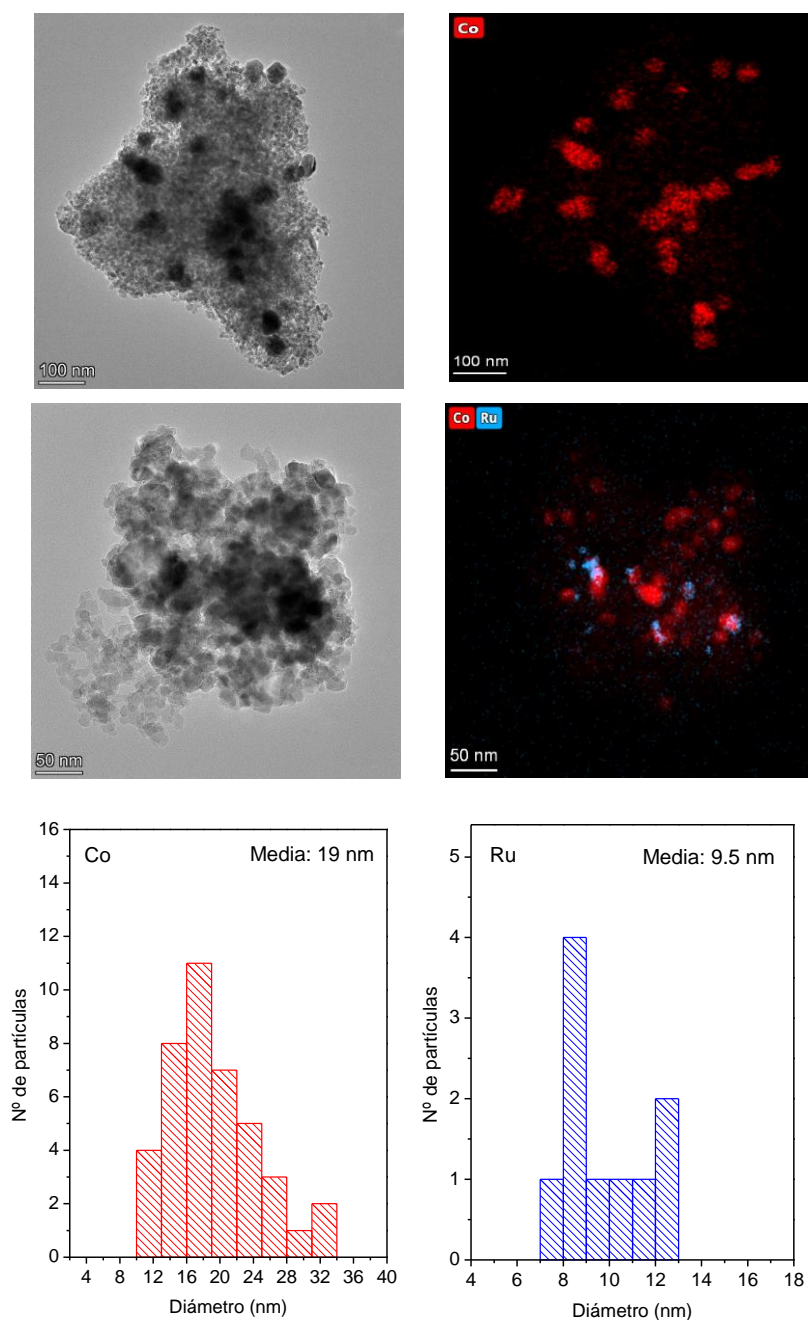 Co
100 nm
100 nm
Co Ru
50 nm
50 nm
Co
Media: 19 nm
Nº de partículas
16
14
12
10
8
6
4
2
0
4 8 12 16 20 24 28 32 36 40
Diámetro (nm)
Ru
Media: 9.5 nm
Nº de partículas
5
4
3
2
1
0
4 6 8 10 12 14 16 18
Diámetro (nm)